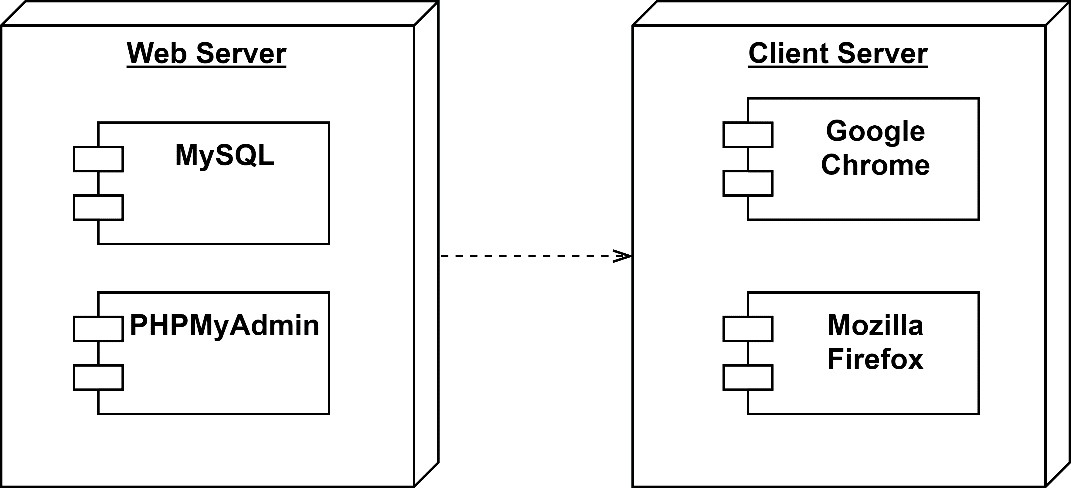 Web Server
MySQL
PHPMyAdmin
Client Server
Google
Chrome
Mozilla
Firefox